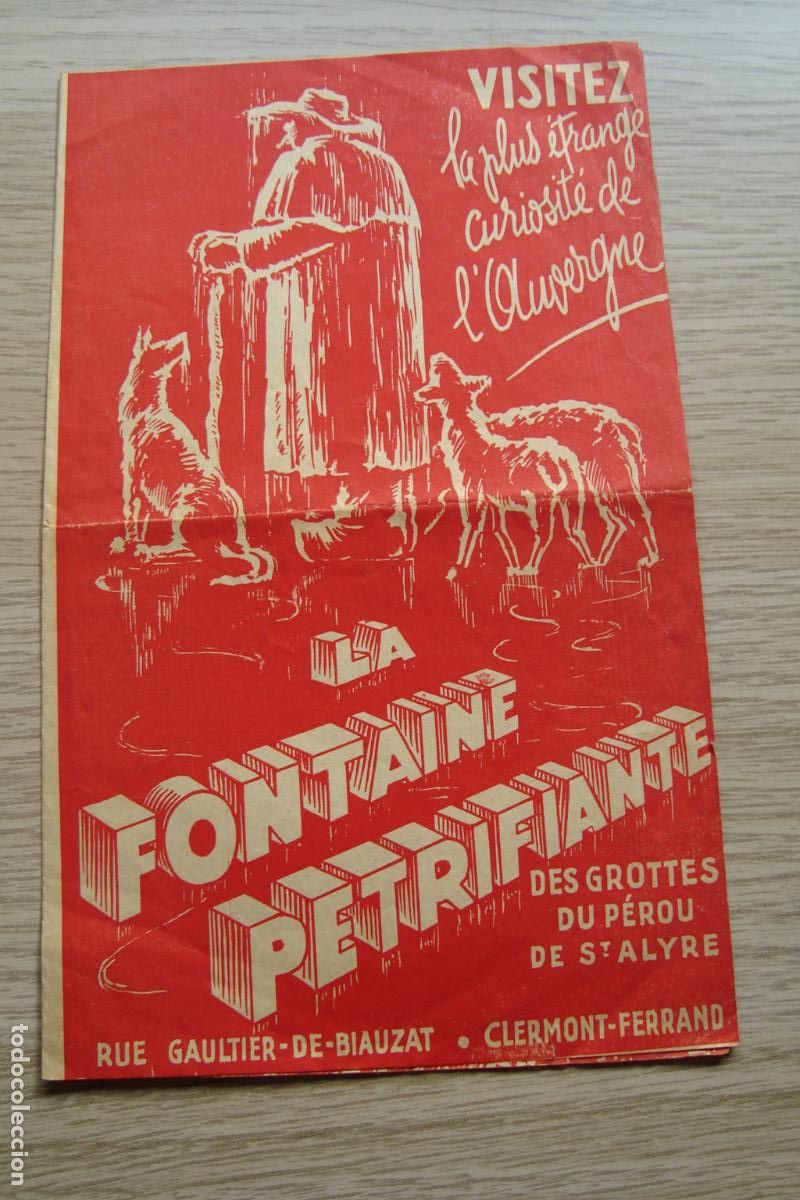 VISITEZ
la plus étrange
curiosité de
l'Auvergne
LA
FONTAINE
PETRIFIANTE
DES GROTTES
DU PÉROU
DE ST ALYRE
RUE GAULTIER-DE-BIAUZAT • CLERMONT-FERRAND
todocoleccion